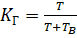 K_Г = T / (T + T_B)